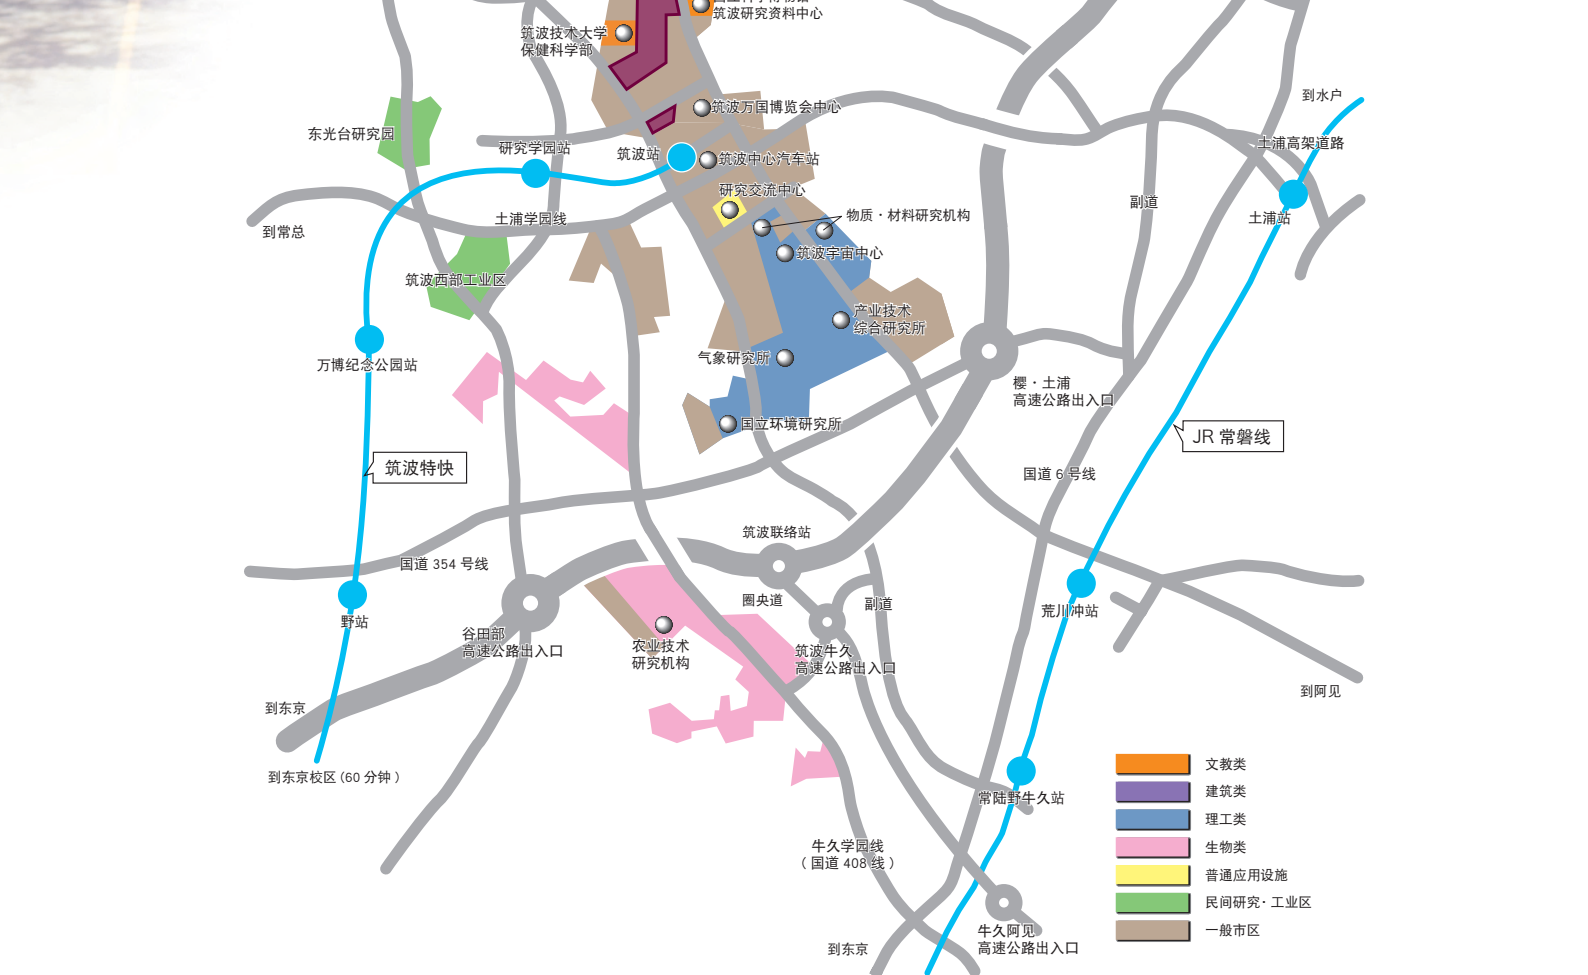 筑波研究资料中心
筑波技术大学
保健科学部
筑波万国博览会中心
到水户
东光台研究园
研究学园站
筑波站
筑波中心汽车站
土浦高架道路
研究交流中心
副道
物质・材料研究机构
土浦学园线
土浦站
到常总
筑波宇宙中心
筑波西部工业区
产业技术
综合研究所
气象研究所
万博纪念公园站
樱・土浦
高速公路出入口
国立环境研究所
JR 常磐线
筑波特快
国道 6 号线
筑波联络站
国道 354 号线
圈央道
副道
荒川冲站
野站
谷田部
高速公路出入口
农业技术
研究机构
筑波牛久
高速公路出入口
到阿见
到东京
到东京校区(60 分钟 )
文教类
建筑类
常陆野牛久站
理工类
牛久学园线
( 国道 408 线 )
生物类
普通应用设施
民间研究・工业区
牛久阿见
高速公路出入口
一般市区
到东京